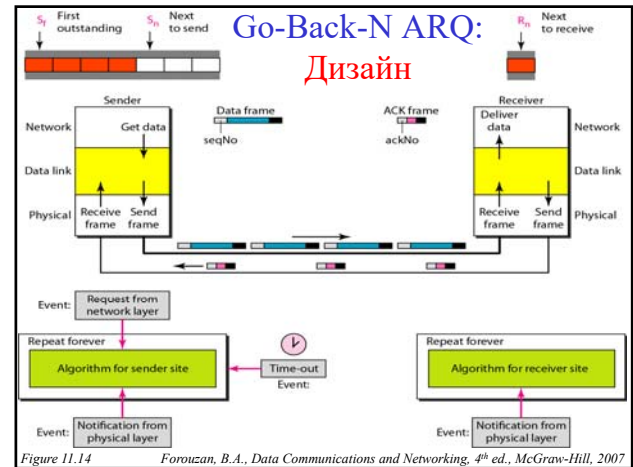 Go-Back-N ARQ:
Дизайн
Sf First outstanding
Sn Next to send
Rn Next to receive
Sender
Receiver
Data frame
seqNo
ACK frame
ackNo
Network
Get data
Deliver data
Network
Data link
Data link
Physical
Receive frame
Send frame
Receive frame
Send frame
Physical
Event:
Request from network layer
Repeat forever
Algorithm for sender site
Time-out
Event:
Repeat forever
Algorithm for receiver site
Event:
Notification from physical layer
Event:
Notification from physical layer
Figure 11.14
Forouzan, B.A., Data Communications and Networking, 4th ed., McGraw-Hill, 2007